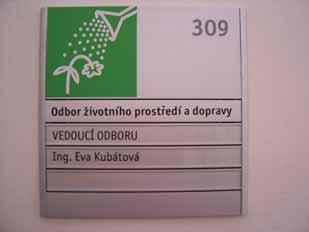 309
Odbor životního prostředí a dopravy
VEDOUCÍ ODBORU
Ing. Eva Kubátová